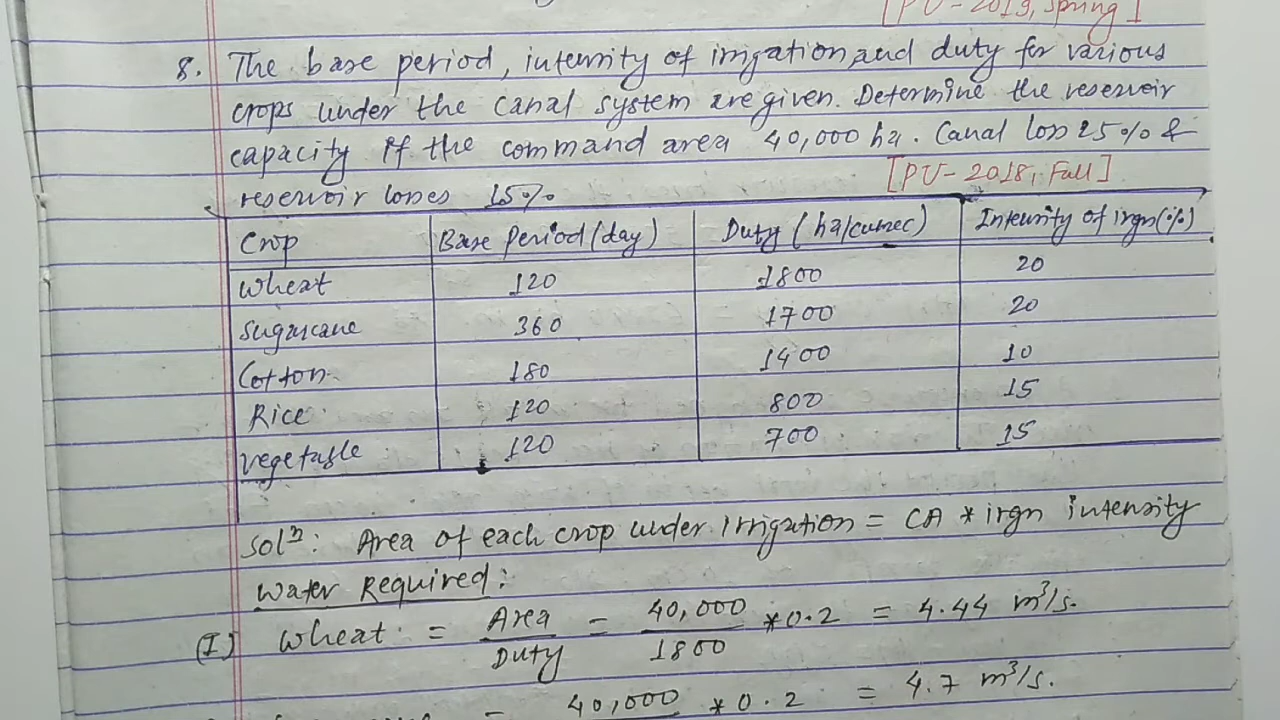 [PU-2019, Spring]
8. The base period, intensity of irrigation, and duty for various
crops under the canal system are given. Determine the reservoir
capacity if the command area 40,000 ha. Canal loss 25% &
reservoir losses 15%
[PU-2018, Fall]
Crop Base Period (day) Duty (ha/cumec) Intensity of irgn (%)
Wheat 120 1800 20
Sugarcane 360 1700 20
Cotton 180 1400 10
Rice 120 800 15
Vegetable 120 700 15
Solⁿ: Area of each crop under Irrigation = CA * irgn intensity
Water Required:
(I) Wheat = Area/Duty = 40,000/1800 * 0.2 = 4.44 m³/s.
= 40,000 * 0.2 = 4.7 m³/s.